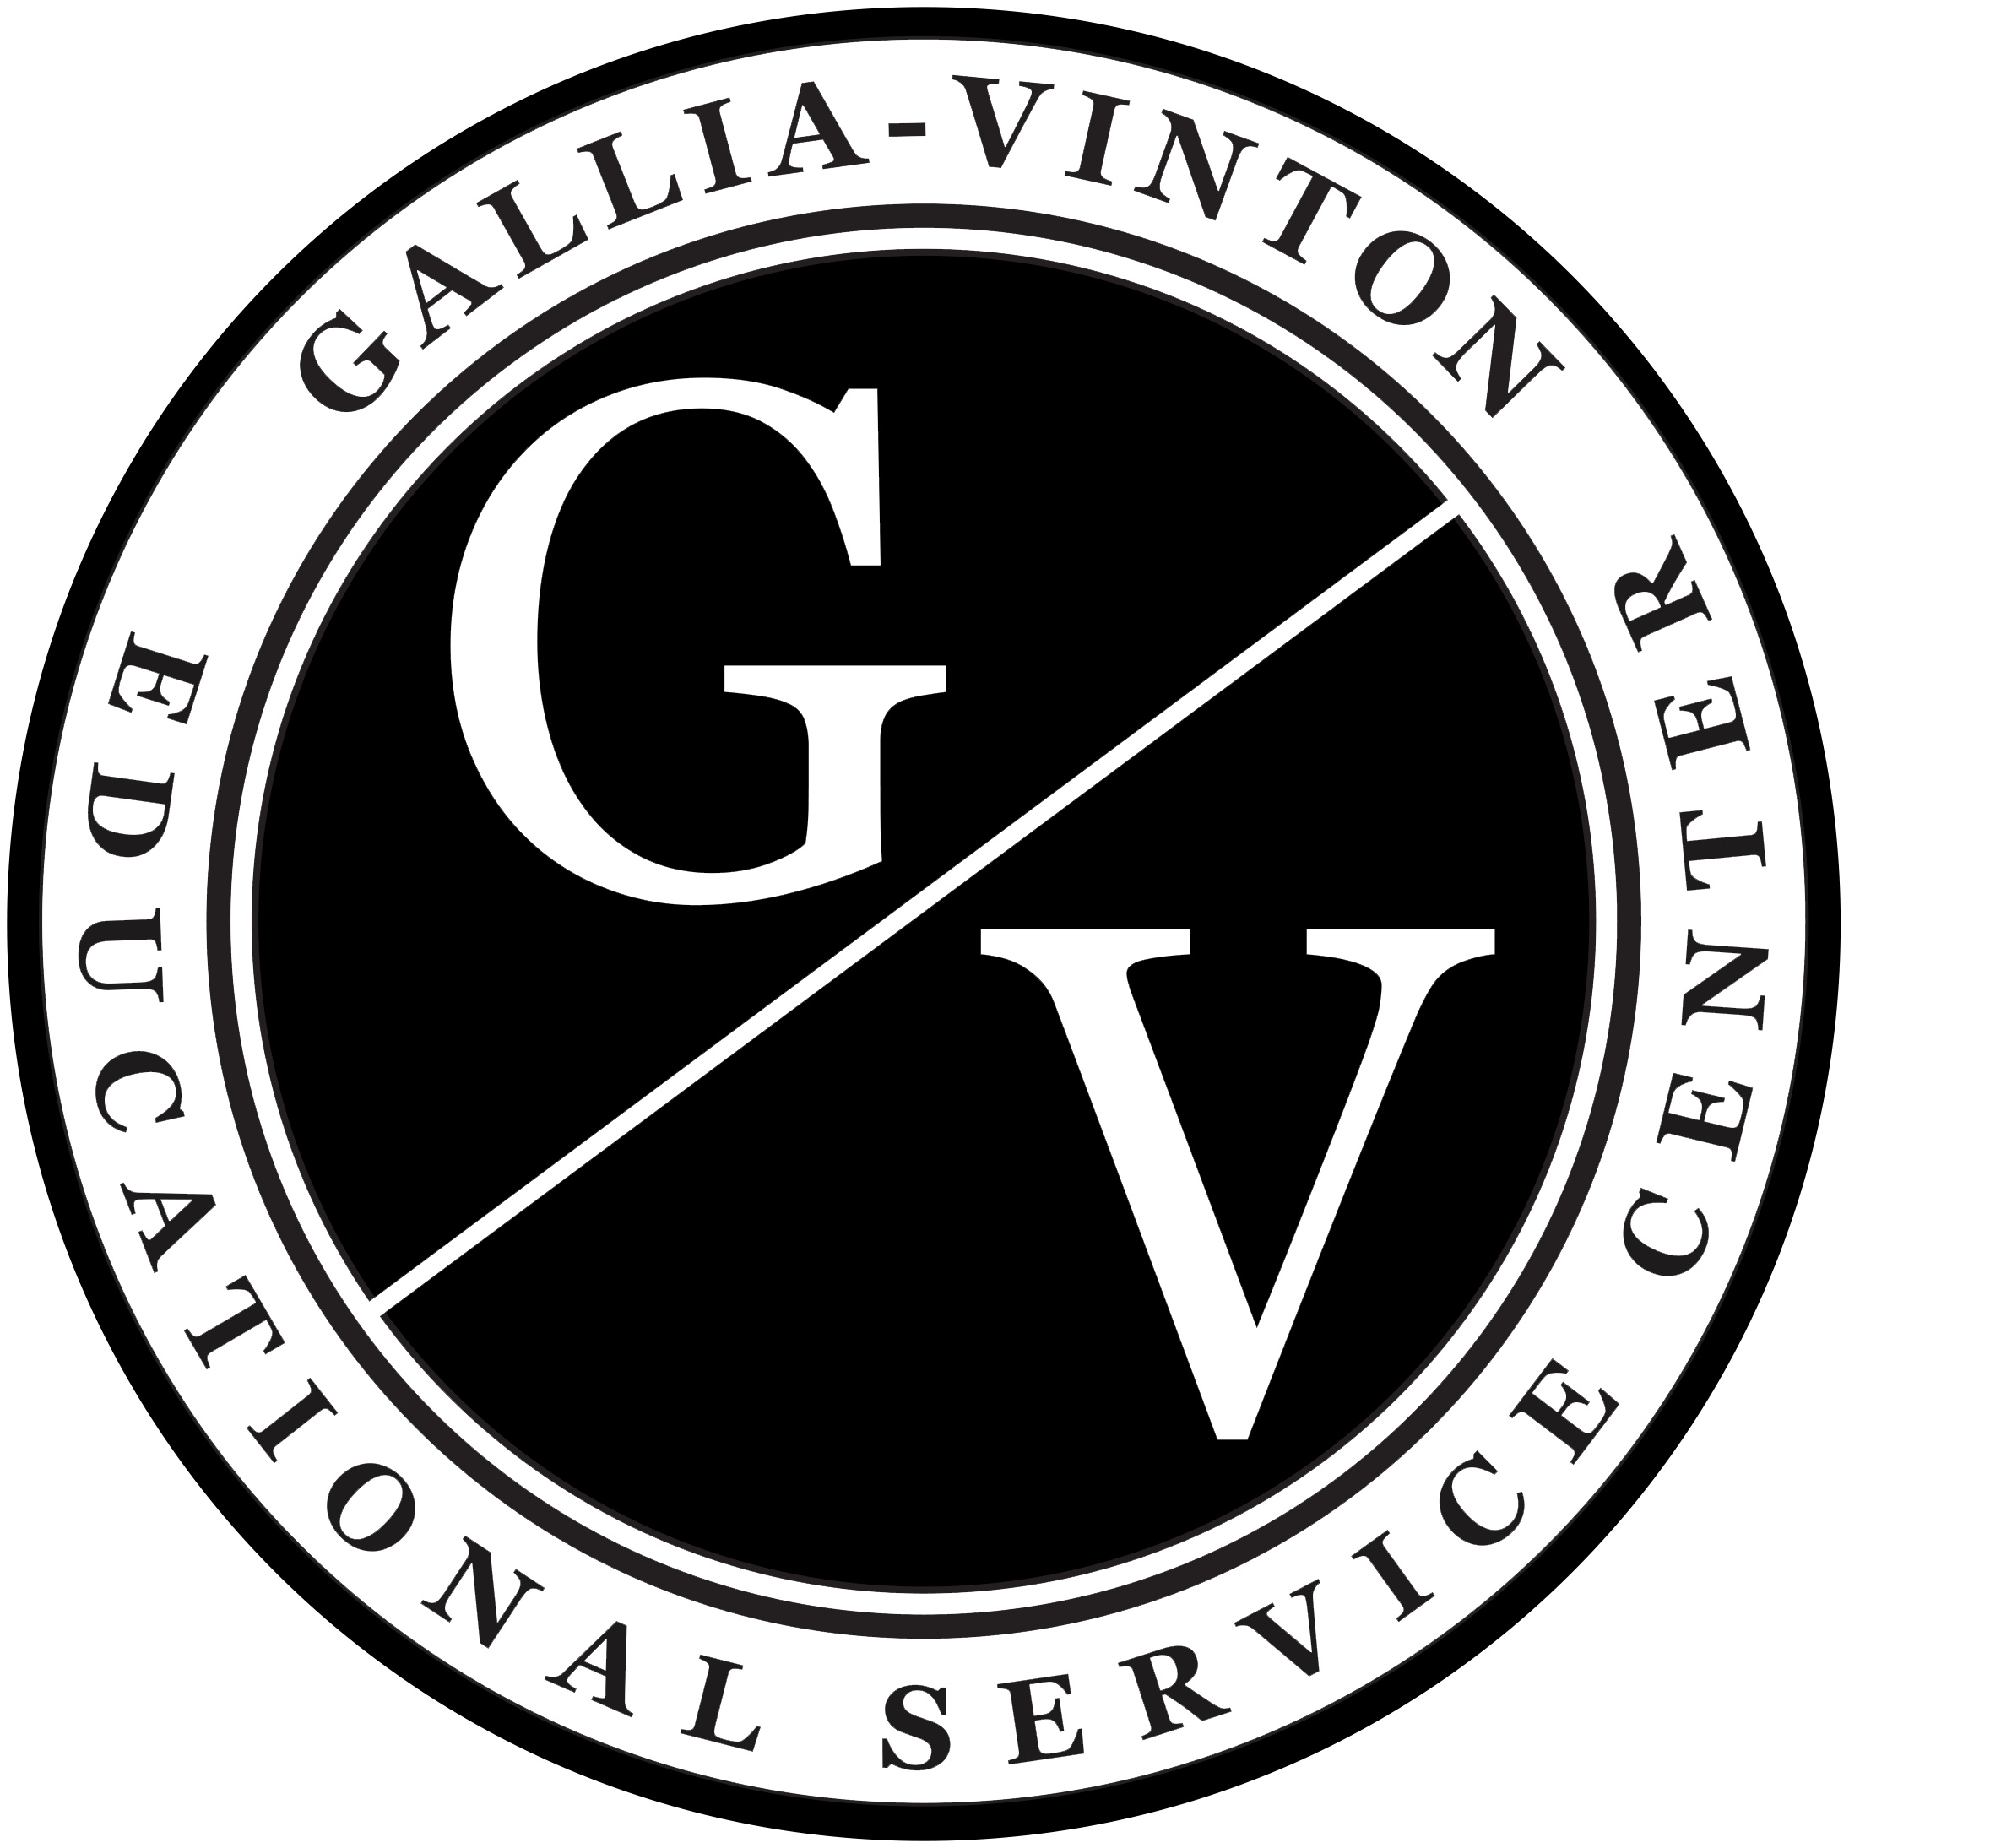 GALLIA-VINTON
G
V
EDUCATIONAL SERVICE CENTER